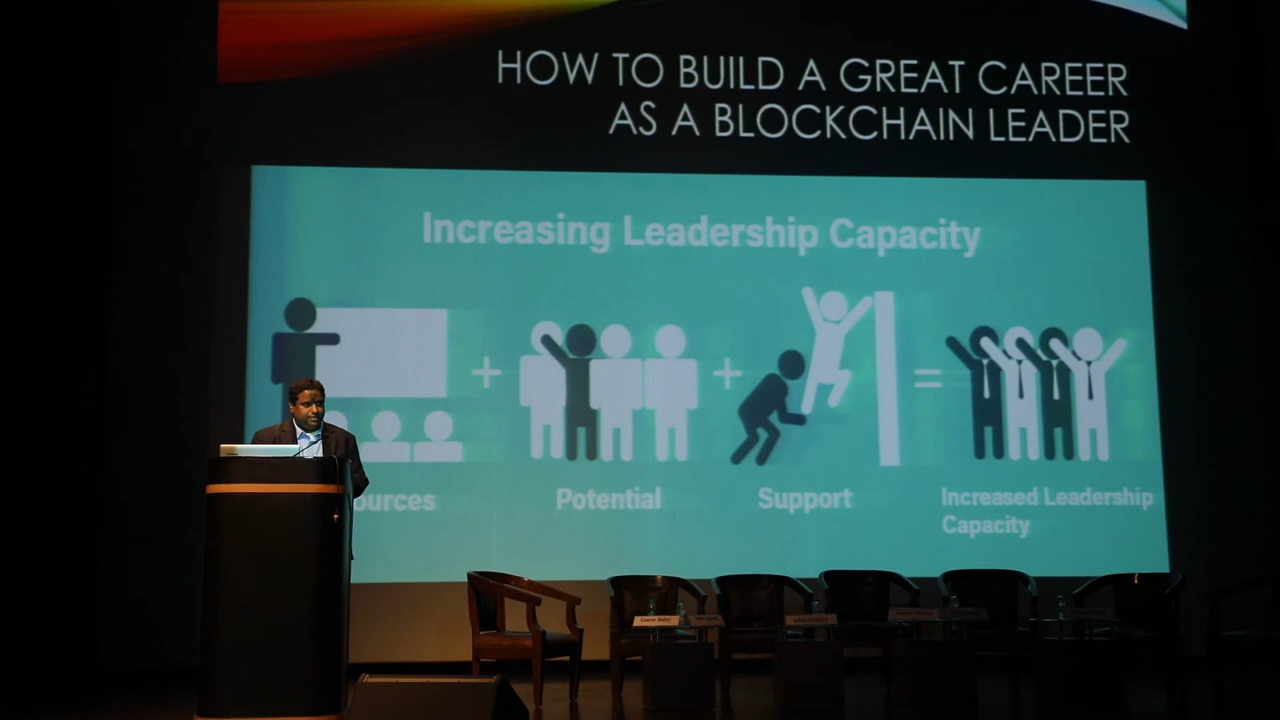 HOW TO BUILD A GREAT CAREER
AS A BLOCKCHAIN LEADER
Increasing Leadership Capacity
+
+
=
ources
Potential
Support
Increased Leadership
Capacity